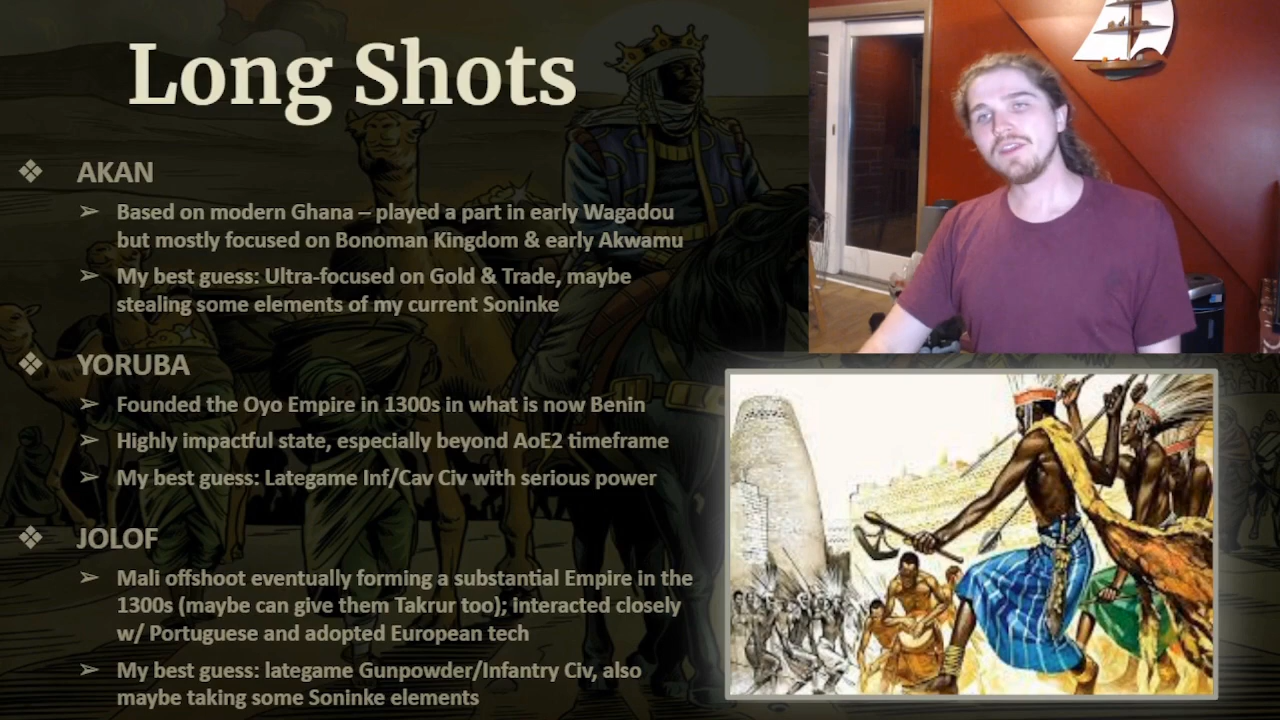 Long Shots
❖ AKAN
➢ Based on modern Ghana – played a part in early Wagadou
but mostly focused on Bonoman Kingdom & early Akwamu
➢ My best guess: Ultra-focused on Gold & Trade, maybe
stealing some elements of my current Soninke
❖ YORUBA
➢ Founded the Oyo Empire in 1300s in what is now Benin
➢ Highly impactful state, especially beyond AoE2 timeframe
➢ My best guess: Lategame Inf/Cav Civ with serious power
❖ JOLOF
➢ Mali offshoot eventually forming a substantial Empire in the
1300s (maybe can give them Takrur too); interacted closely
w/ Portuguese and adopted European tech
➢ My best guess: lategame Gunpowder/Infantry Civ, also
maybe taking some Soninke elements